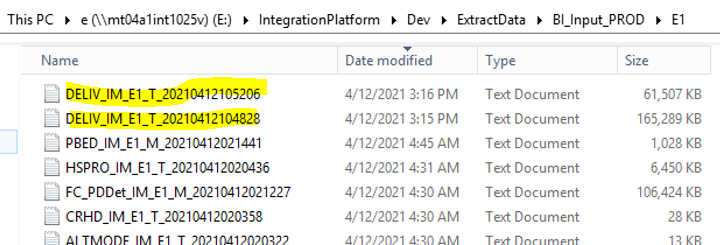 This PC > e (\\mt04a1int1025v) (E:) > IntegrationPlatform > Dev > ExtractData > BI_Input_PROD > E1
Name Date modified Type Size
DELIV_IM_E1_T_20210412105206 4/12/2021 3:16 PM Text Document 61,507 KB
DELIV_IM_E1_T_20210412104828 4/12/2021 3:15 PM Text Document 165,289 KB
PBED_IM_E1_M_20210412021441 4/12/2021 4:45 PM Text Document 1,028 KB
HSPRO_IM_E1_T_20210412020436 4/12/2021 4:31 AM Text Document 6,450 KB
FC_PDDet_IM_E1_M_20210412021227 4/12/2021 4:30 AM Text Document 106,424 KB
CRHD_IM_E1_T_20210412020358 4/12/2021 4:30 AM Text Document 28 KB
ALTMODE_IM_E1_T_20210412020322 4/12/2021 4:30 AM Text Document 13 KB